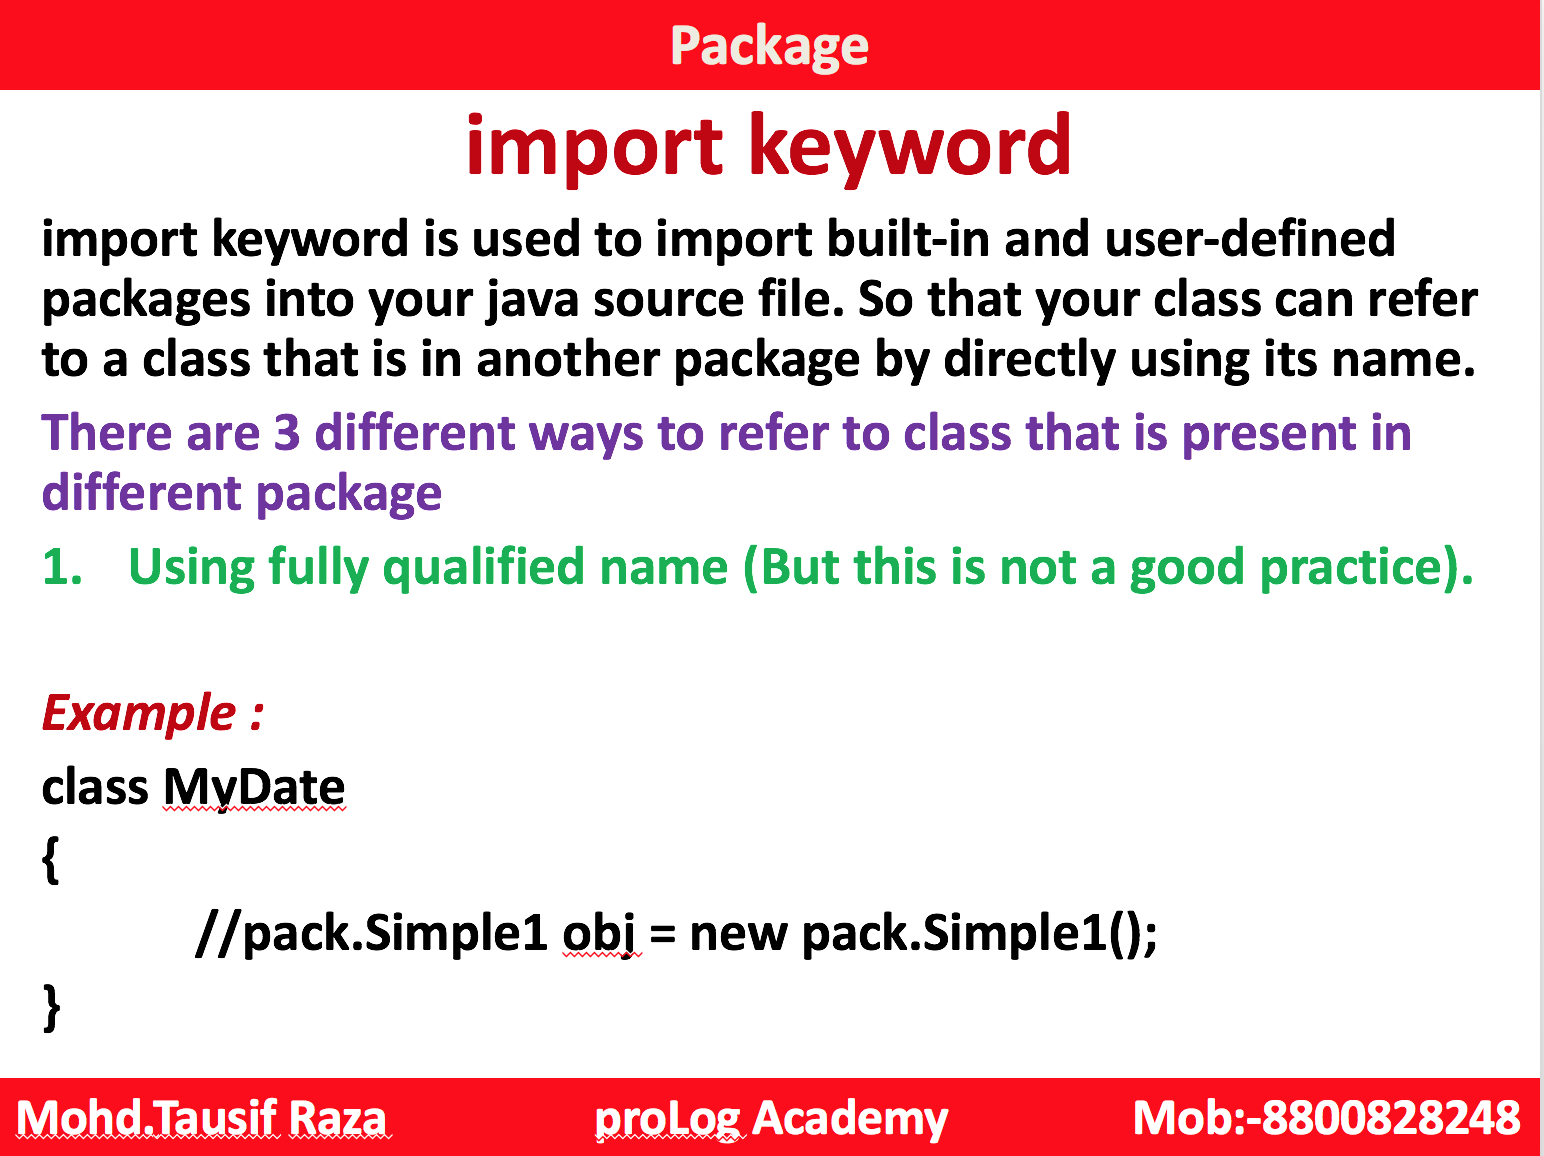 Package
import keyword
import keyword is used to import built-in and user-defined
packages into your java source file. So that your class can refer
to a class that is in another package by directly using its name.
There are 3 different ways to refer to class that is present in
different package
1. Using fully qualified name (But this is not a good practice).
Example :
class MyDate
{
//pack.Simple1 obj = new pack.Simple1();
}
Mohd.Tausif Raza proLog Academy Mob:-8800828248